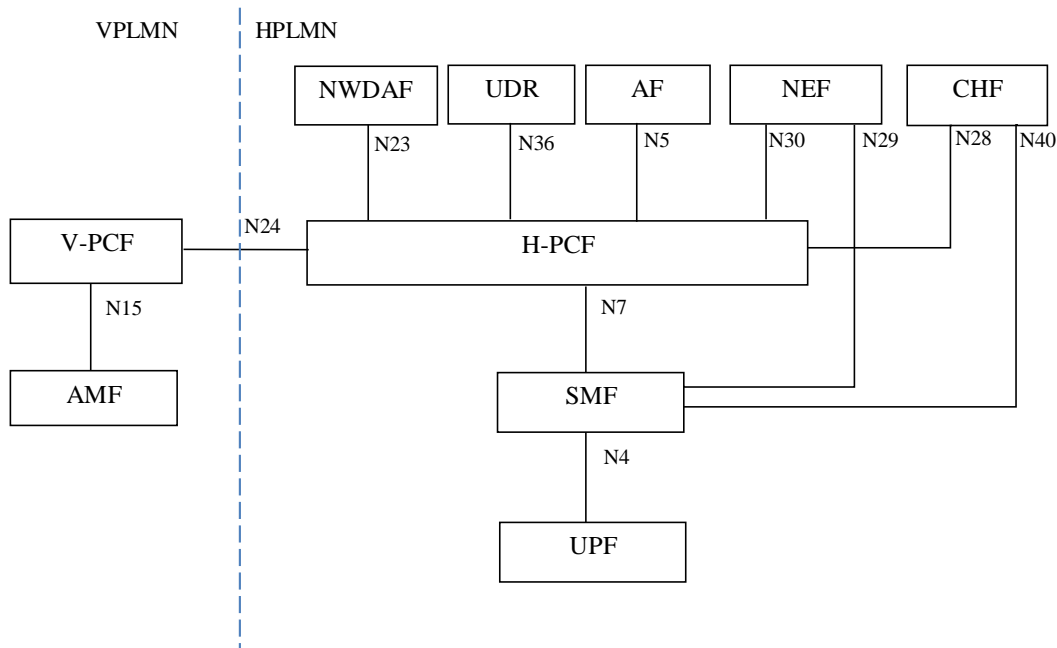 VPLMN
HPLMN
NWDAF
UDR
AF
NEF
CHF
N23
N36
N5
N30
N29
N28
N40
N24
V-PCF
H-PCF
N15
N7
AMF
SMF
N4
UPF